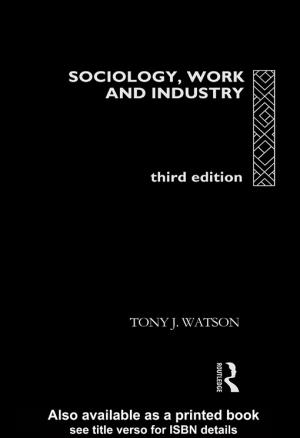 SOCIOLOGY, WORK
AND INDUSTRY
third edition
TONY J. WATSON
ROUTLEDGE
Also available as a printed book
see title verso for ISBN details